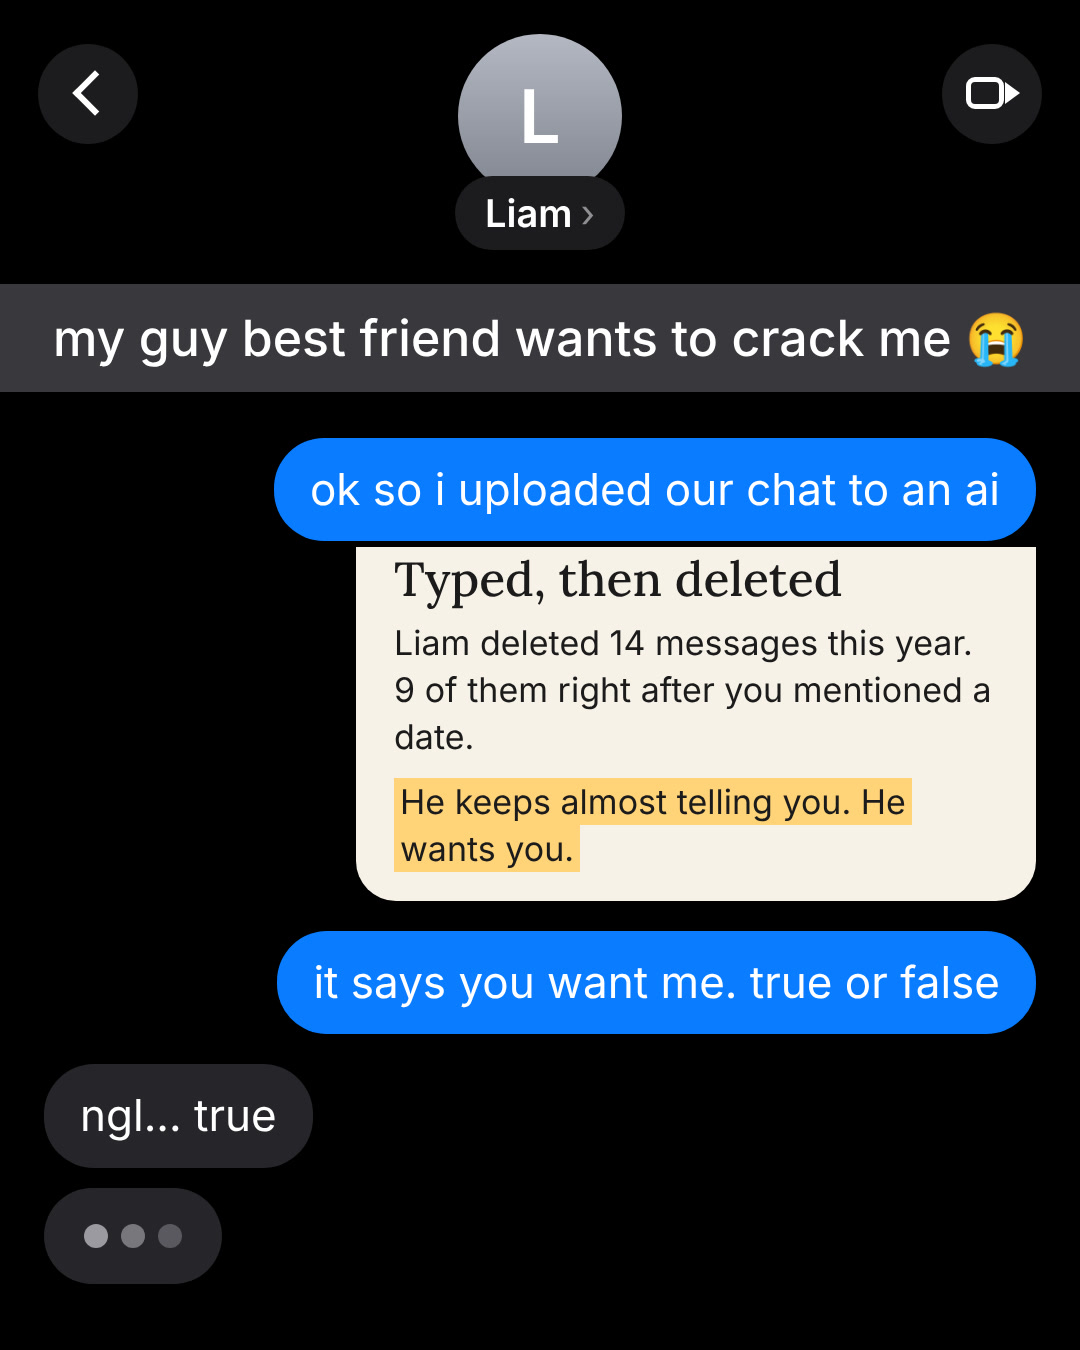 L
Liam ›
my guy best friend wants to crack me 😭
ok so i uploaded our chat to an ai
Typed, then deleted
Liam deleted 14 messages this year.
9 of them right after you mentioned a
date.
He keeps almost telling you. He
wants you.
it says you want me. true or false
ngl... true